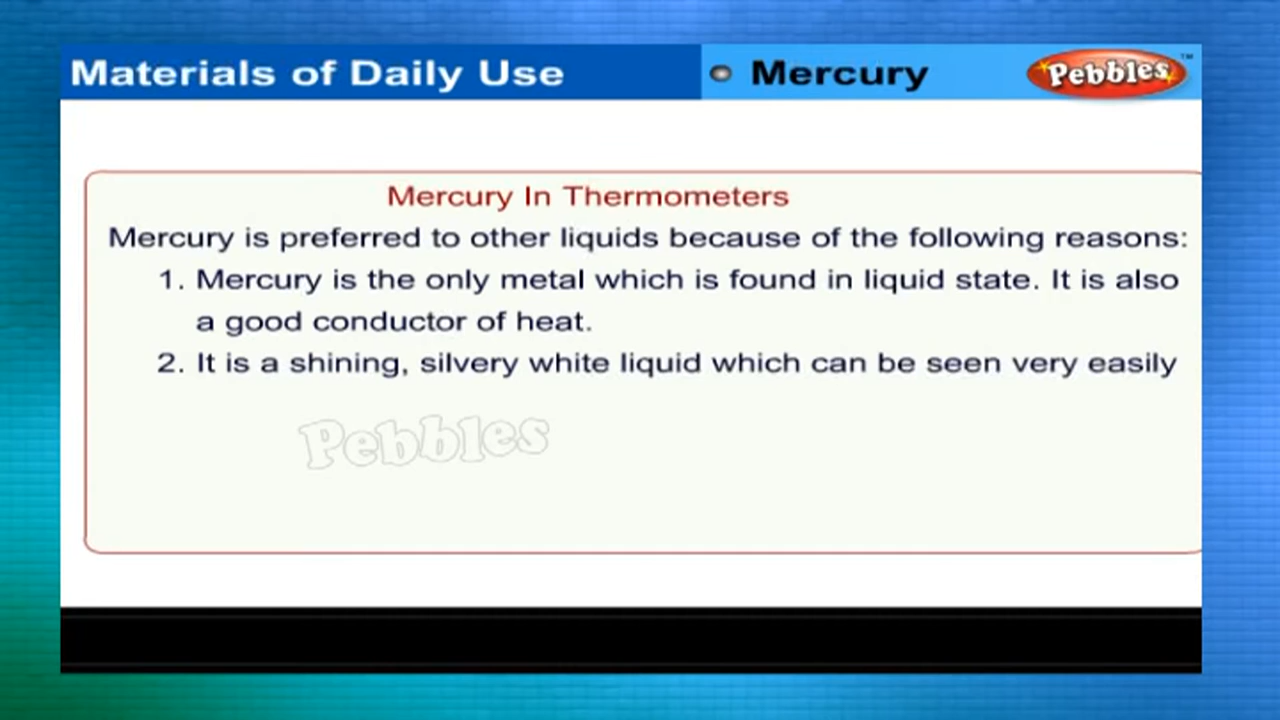 Materials of Daily Use
Mercury
Pebbles™
Mercury In Thermometers
Mercury is preferred to other liquids because of the following reasons:
1. Mercury is the only metal which is found in liquid state. It is also
a good conductor of heat.
2. It is a shining, silvery white liquid which can be seen very easily
Pebbles